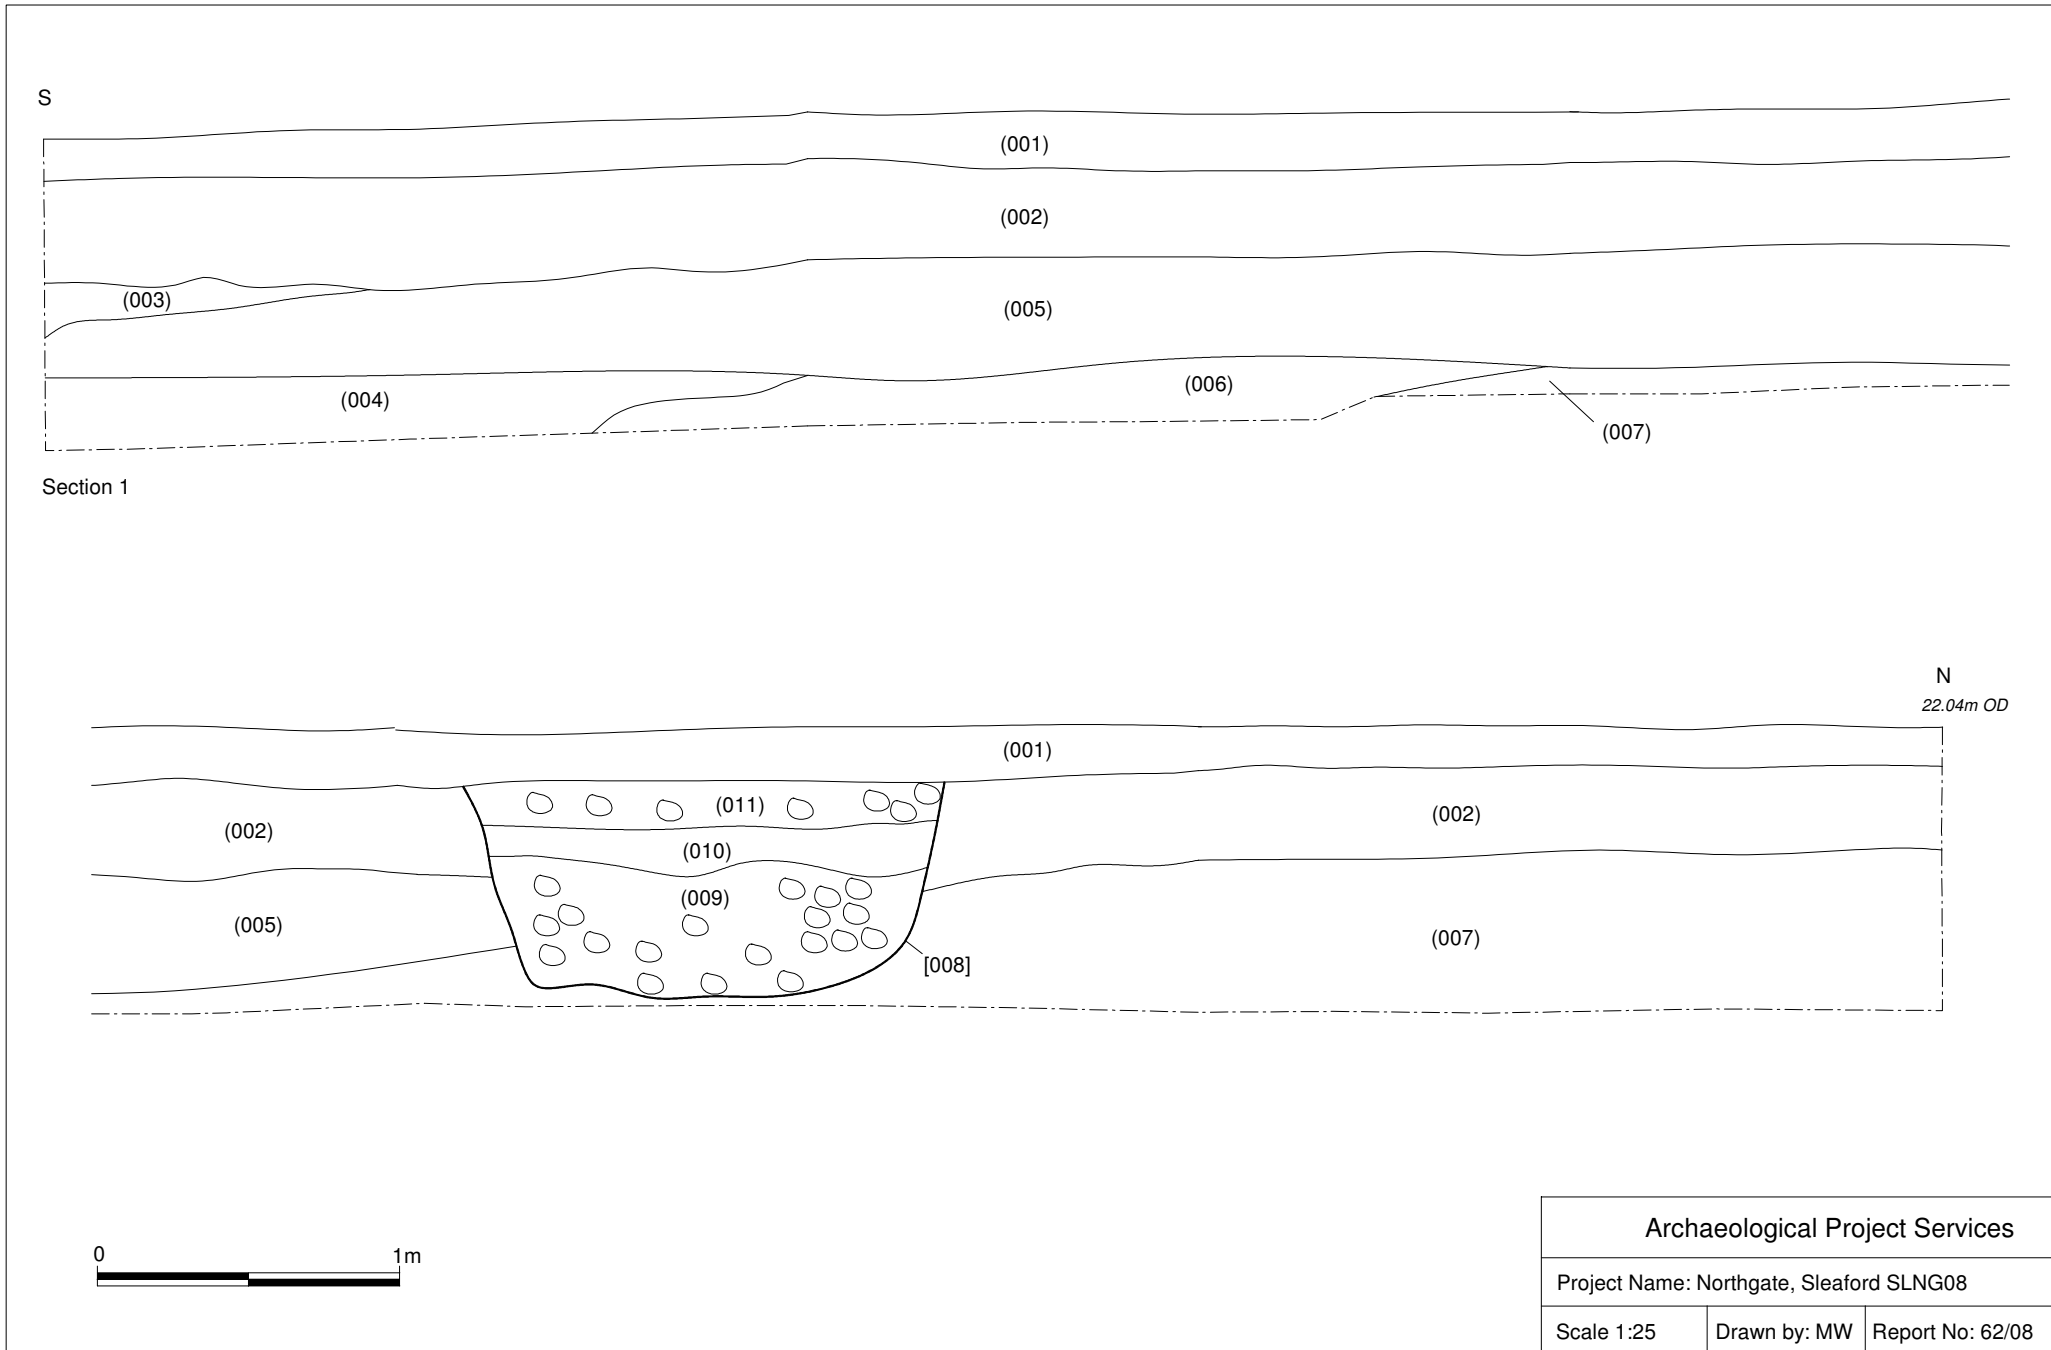 S
(001)
(002)
(003)
(005)
(004)
(006)
(007)
Section 1
N
22.04m OD
(001)
(011)
(002)
(002)
(010)
(009)
(005)
(007)
[008]
0 1m
Archaeological Project Services
Project Name: Northgate, Sleaford SLNG08
Scale 1:25 Drawn by: MW Report No: 62/08